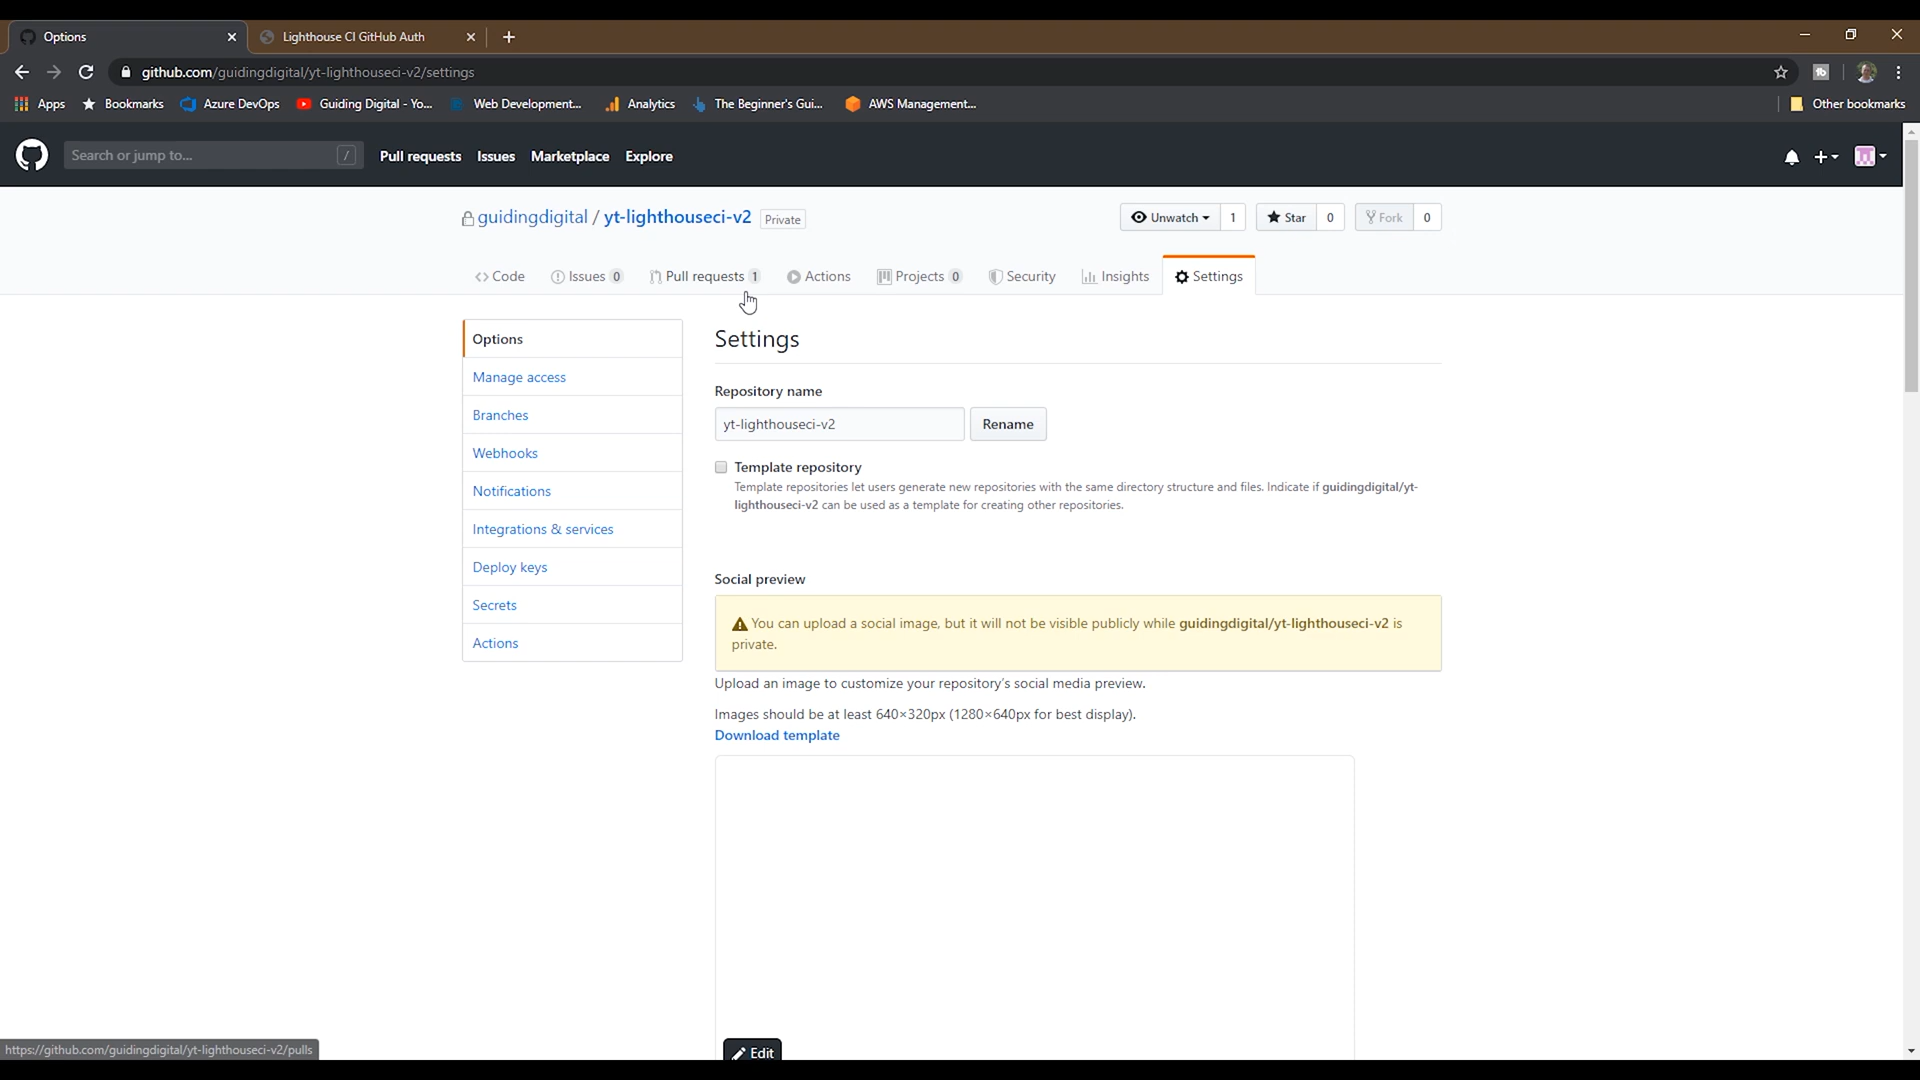 Options
Lighthouse CI GitHub Auth
github.com/guidingdigital/yt-lighthouseci-v2/settings
Apps Bookmarks Azure DevOps Guiding Digital - Yo... Web Development... Analytics The Beginner's Gui... AWS Management... Other bookmarks
Search or jump to... / Pull requests Issues Marketplace Explore
guidingdigital / yt-lighthouseci-v2 Private Unwatch 1 Star 0 Fork 0
Code Issues 0 Pull requests 1 Actions Projects 0 Security Insights Settings
Options
Manage access
Branches
Webhooks
Notifications
Integrations & services
Deploy keys
Secrets
Actions
Settings
Repository name
yt-lighthouseci-v2 Rename
Template repository
Template repositories let users generate new repositories with the same directory structure and files. Indicate if guidingdigital/yt-
lighthouseci-v2 can be used as a template for creating other repositories.
Social preview
You can upload a social image, but it will not be visible publicly while guidingdigital/yt-lighthouseci-v2 is
private.
Upload an image to customize your repository's social media preview.
Images should be at least 640×320px (1280×640px for best display).
Download template
Edit
https://github.com/guidingdigital/yt-lighthouseci-v2/pulls